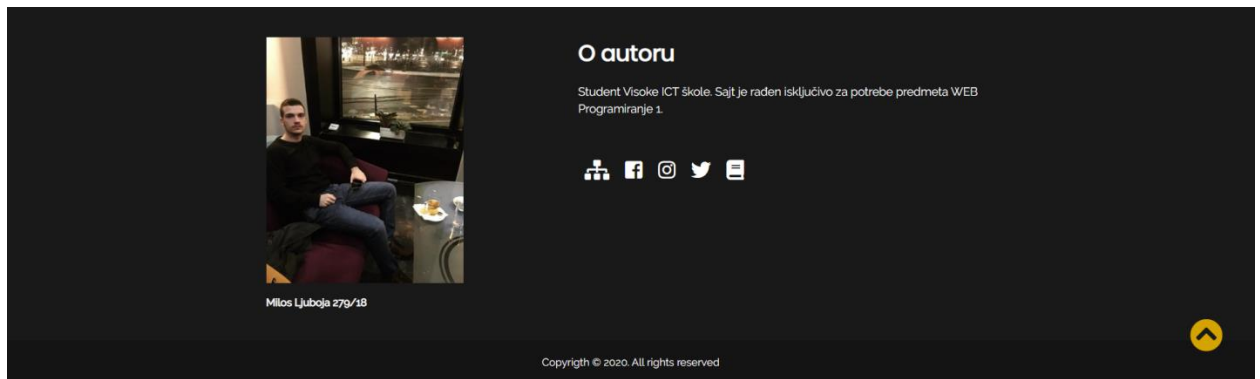 O autoru
Student Visoke ICT škole. Sajt je rađen isključivo za potrebe predmeta WEB
Programiranje 1.
Milos Ljuboja 279/18
Copyrigth © 2020. All rights reserved